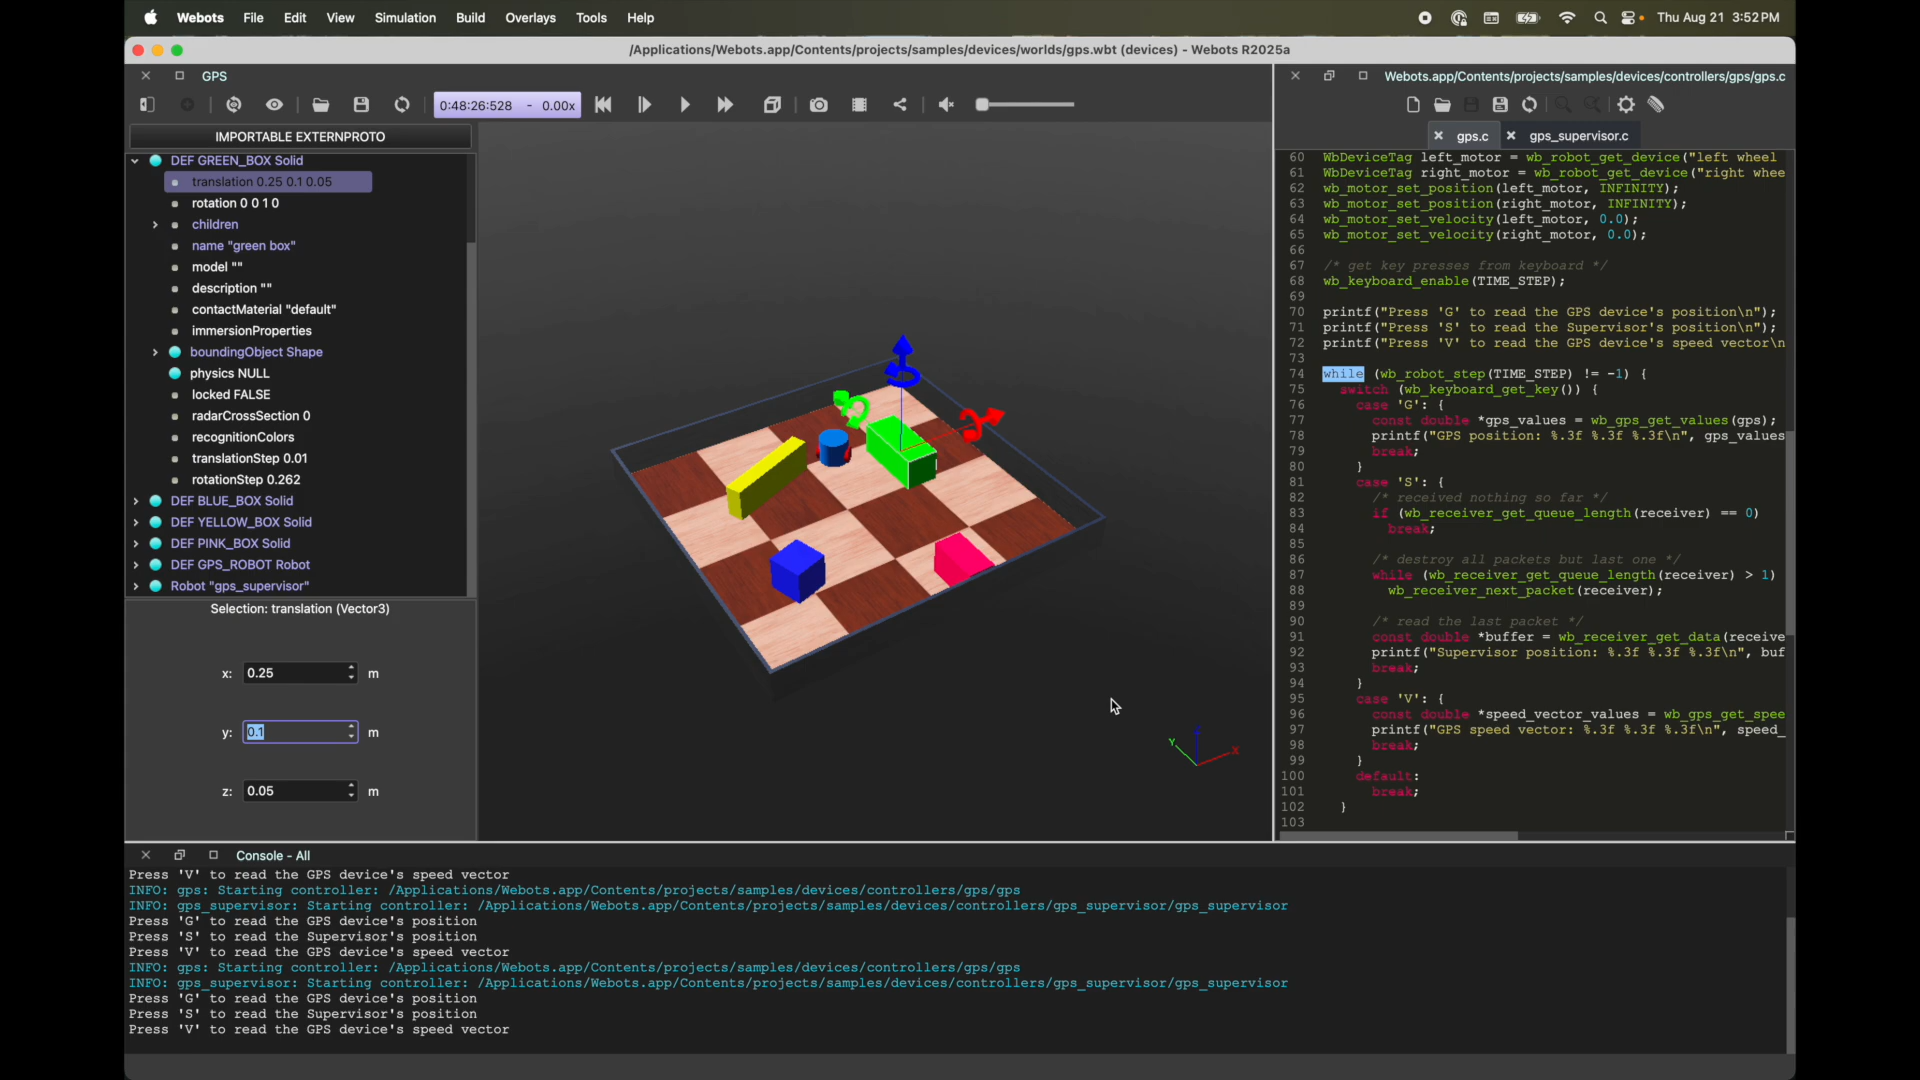 Webots File Edit View Simulation Build Overlays Tools Help
Thu Aug 21 3:52 PM
/Applications/Webots.app/Contents/projects/samples/devices/worlds/gps.wbt (devices) - Webots R2025a
GPS
0:48:26:528 - 0.00x
IMPORTABLE EXTERNPROTO
DEF GREEN_BOX Solid
translation 0.25 0.1 0.05
rotation 0 0 1 0
children
name "green box"
model ""
description ""
contactMaterial "default"
immersionProperties
boundingObject Shape
physics NULL
locked FALSE
radarCrossSection 0
recognitionColors
translationStep 0.01
rotationStep 0.262
DEF BLUE_BOX Solid
DEF YELLOW_BOX Solid
DEF PINK_BOX Solid
DEF GPS_ROBOT Robot
Robot "gps_supervisor"
Selection: translation (Vector3)
x: 0.25 m
y: 0.1 m
z: 0.05 m
Y X
Webots.app/Contents/projects/samples/devices/controllers/gps/gps.c
gps.c gps_supervisor.c
60 WbDeviceTag left_motor = wb_robot_get_device("left wheel
61 WbDeviceTag right_motor = wb_robot_get_device("right whee
62 wb_motor_set_position(left_motor, INFINITY);
63 wb_motor_set_position(right_motor, INFINITY);
64 wb_motor_set_velocity(left_motor, 0.0);
65 wb_motor_set_velocity(right_motor, 0.0);
66
67 /* get key presses from keyboard */
68 wb_keyboard_enable(TIME_STEP);
69
70 printf("Press 'G' to read the GPS device's position\n");
71 printf("Press 'S' to read the Supervisor's position\n");
72 printf("Press 'V' to read the GPS device's speed vector\n
73
74 while (wb_robot_step(TIME_STEP) != -1) {
75 switch (wb_keyboard_get_key()) {
76 case 'G': {
77 const double *gps_values = wb_gps_get_values(gps);
78 printf("GPS position: %.3f %.3f %.3f\n", gps_values
79 break;
80 }
81 case 'S': {
82 /* received nothing so far */
83 if (wb_receiver_get_queue_length(receiver) == 0)
84 break;
85
86 /* destroy all packets but last one */
87 while (wb_receiver_get_queue_length(receiver) > 1)
88 wb_receiver_next_packet(receiver);
89
90 /* read the last packet */
91 const double *buffer = wb_receiver_get_data(receive
92 printf("Supervisor position: %.3f %.3f %.3f\n", buf
93 break;
94 }
95 case 'V': {
96 const double *speed_vector_values = wb_gps_get_spee
97 printf("GPS speed vector: %.3f %.3f %.3f\n", speed_
98 break;
99 }
100 default:
101 break;
102 }
103
Console - All
Press 'V' to read the GPS device's speed vector
INFO: gps: Starting controller: /Applications/Webots.app/Contents/projects/samples/devices/controllers/gps/gps
INFO: gps_supervisor: Starting controller: /Applications/Webots.app/Contents/projects/samples/devices/controllers/gps_supervisor/gps_supervisor
Press 'G' to read the GPS device's position
Press 'S' to read the Supervisor's position
Press 'V' to read the GPS device's speed vector
INFO: gps: Starting controller: /Applications/Webots.app/Contents/projects/samples/devices/controllers/gps/gps
INFO: gps_supervisor: Starting controller: /Applications/Webots.app/Contents/projects/samples/devices/controllers/gps_supervisor/gps_supervisor
Press 'G' to read the GPS device's position
Press 'S' to read the Supervisor's position
Press 'V' to read the GPS device's speed vector